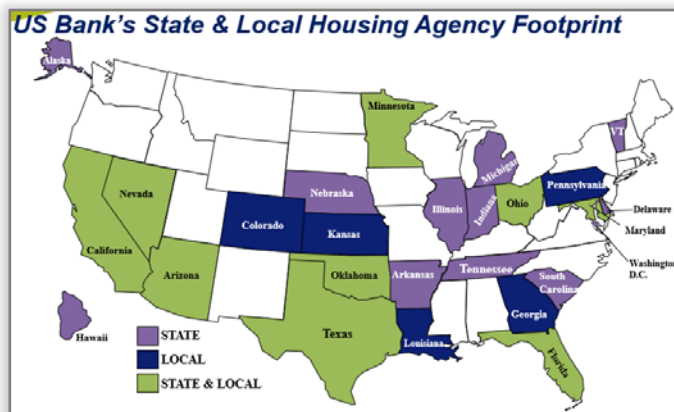 US Bank's State & Local Housing Agency Footprint
Alaska
Minnesota
VT
Michigan
Nevada
Nebraska
Pennsylvania
Illinois
Indiana
Ohio
Delaware
Colorado
Kansas
Maryland
California
Washington
D.C.
Arizona
Oklahoma
Arkansas
Tennessee
South
Carolina
Texas
Georgia
Hawaii
Louisiana
Florida
STATE
LOCAL
STATE & LOCAL